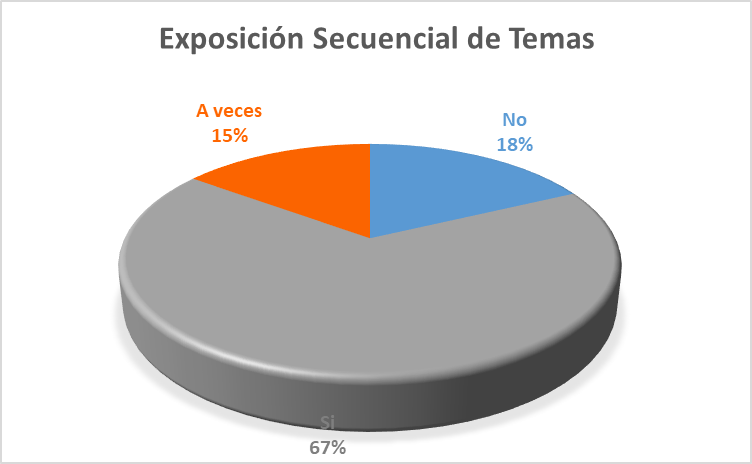 Exposición Secuencial de Temas
A veces
15%
No
18%
Si
67%